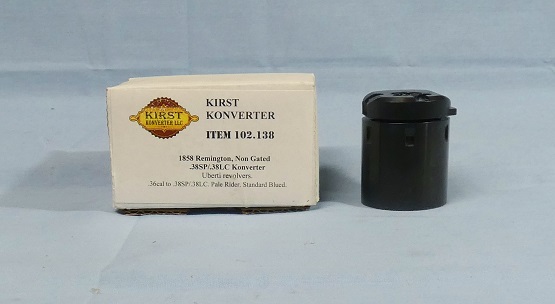 KIRST
KONVERTER LLC.
KIRST
KONVERTER
ITEM 102.138
1858 Remington, Non Gated
.38SP/.38LC Konverter
Uberti revolvers.
.36cal to .38SP/.38LC. Pale Rider. Standard Blued.